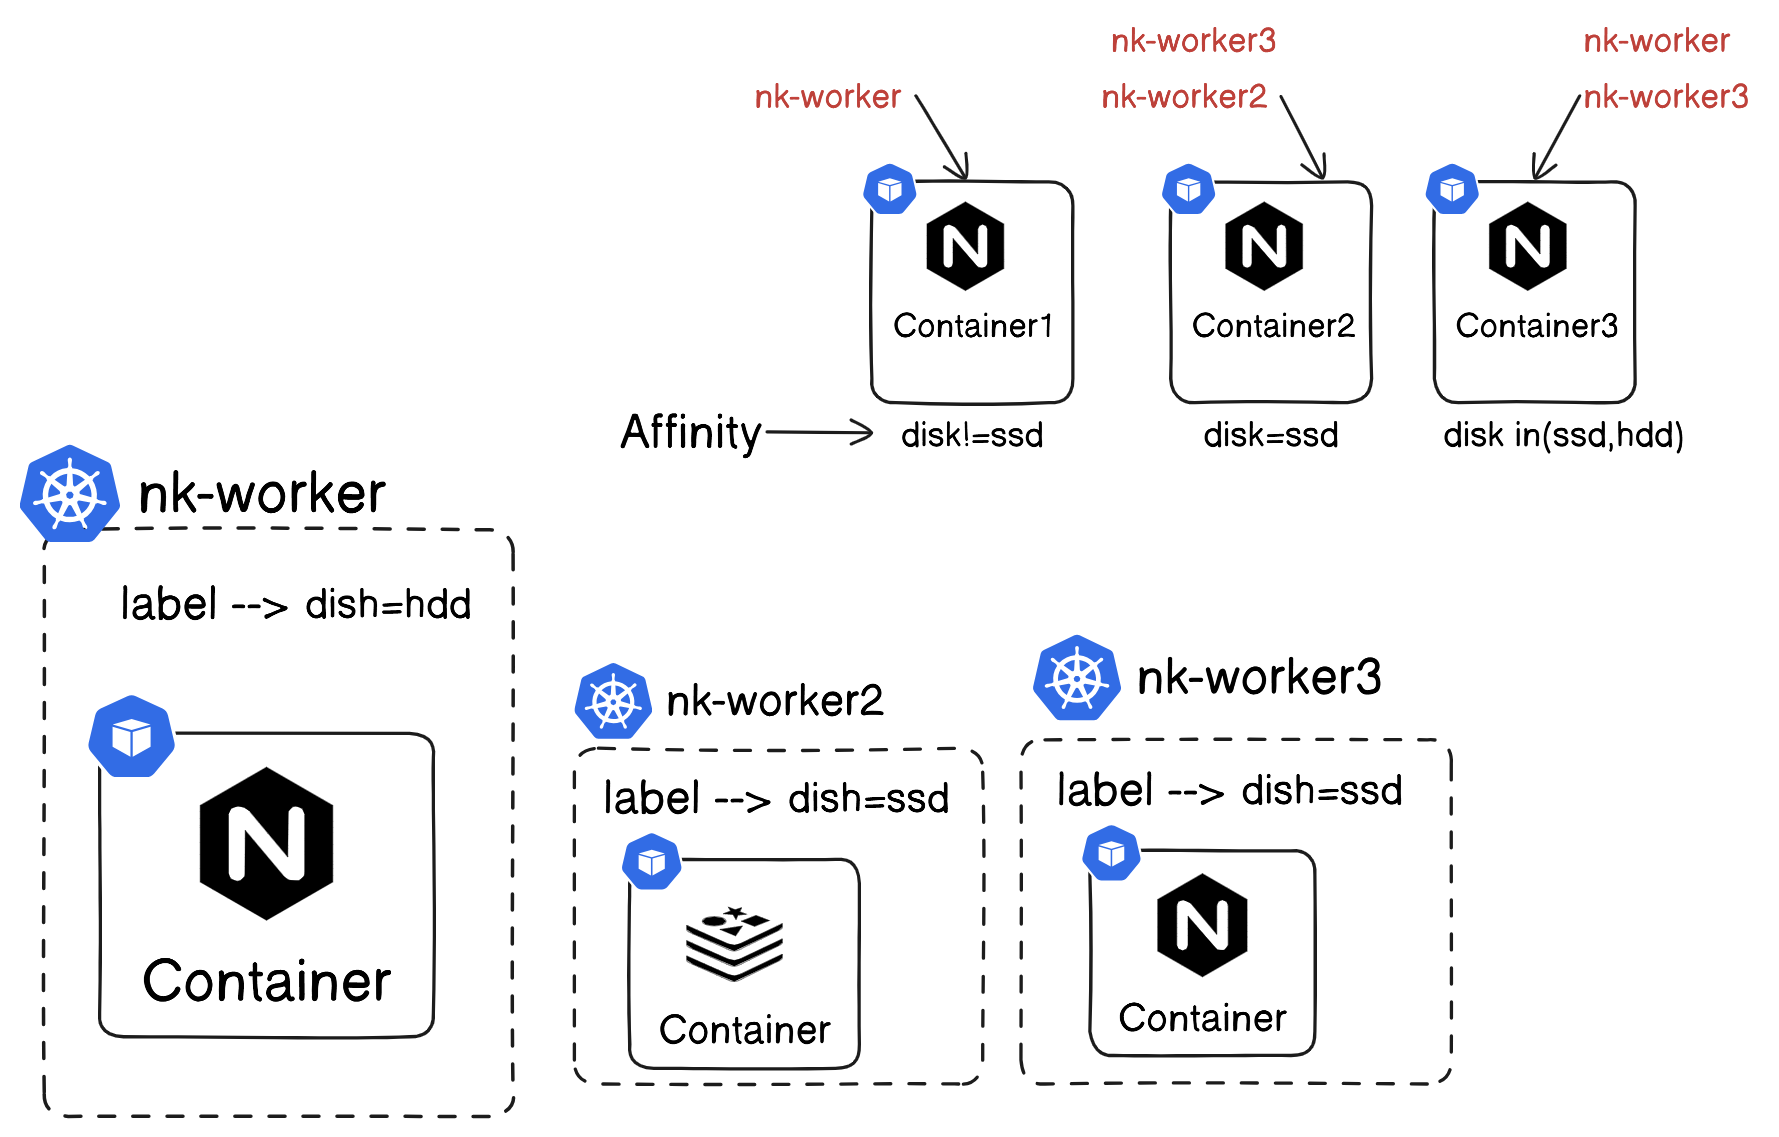 nk-worker3
nk-worker
nk-worker
nk-worker2
nk-worker3
N
N
N
Container1
Container2
Container3
Affinity
disk!=ssd
disk=ssd
disk in(ssd,hdd)
nk-worker
label --> dish=hdd
N
Container
nk-worker2
label --> dish=ssd
Container
nk-worker3
label --> dish=ssd
N
Container